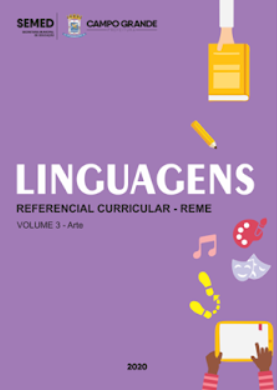 SEMED
CAMPO GRANDE
LINGUAGENS
REFERENCIAL CURRICULAR - REME
VOLUME 3 - Arte
2020